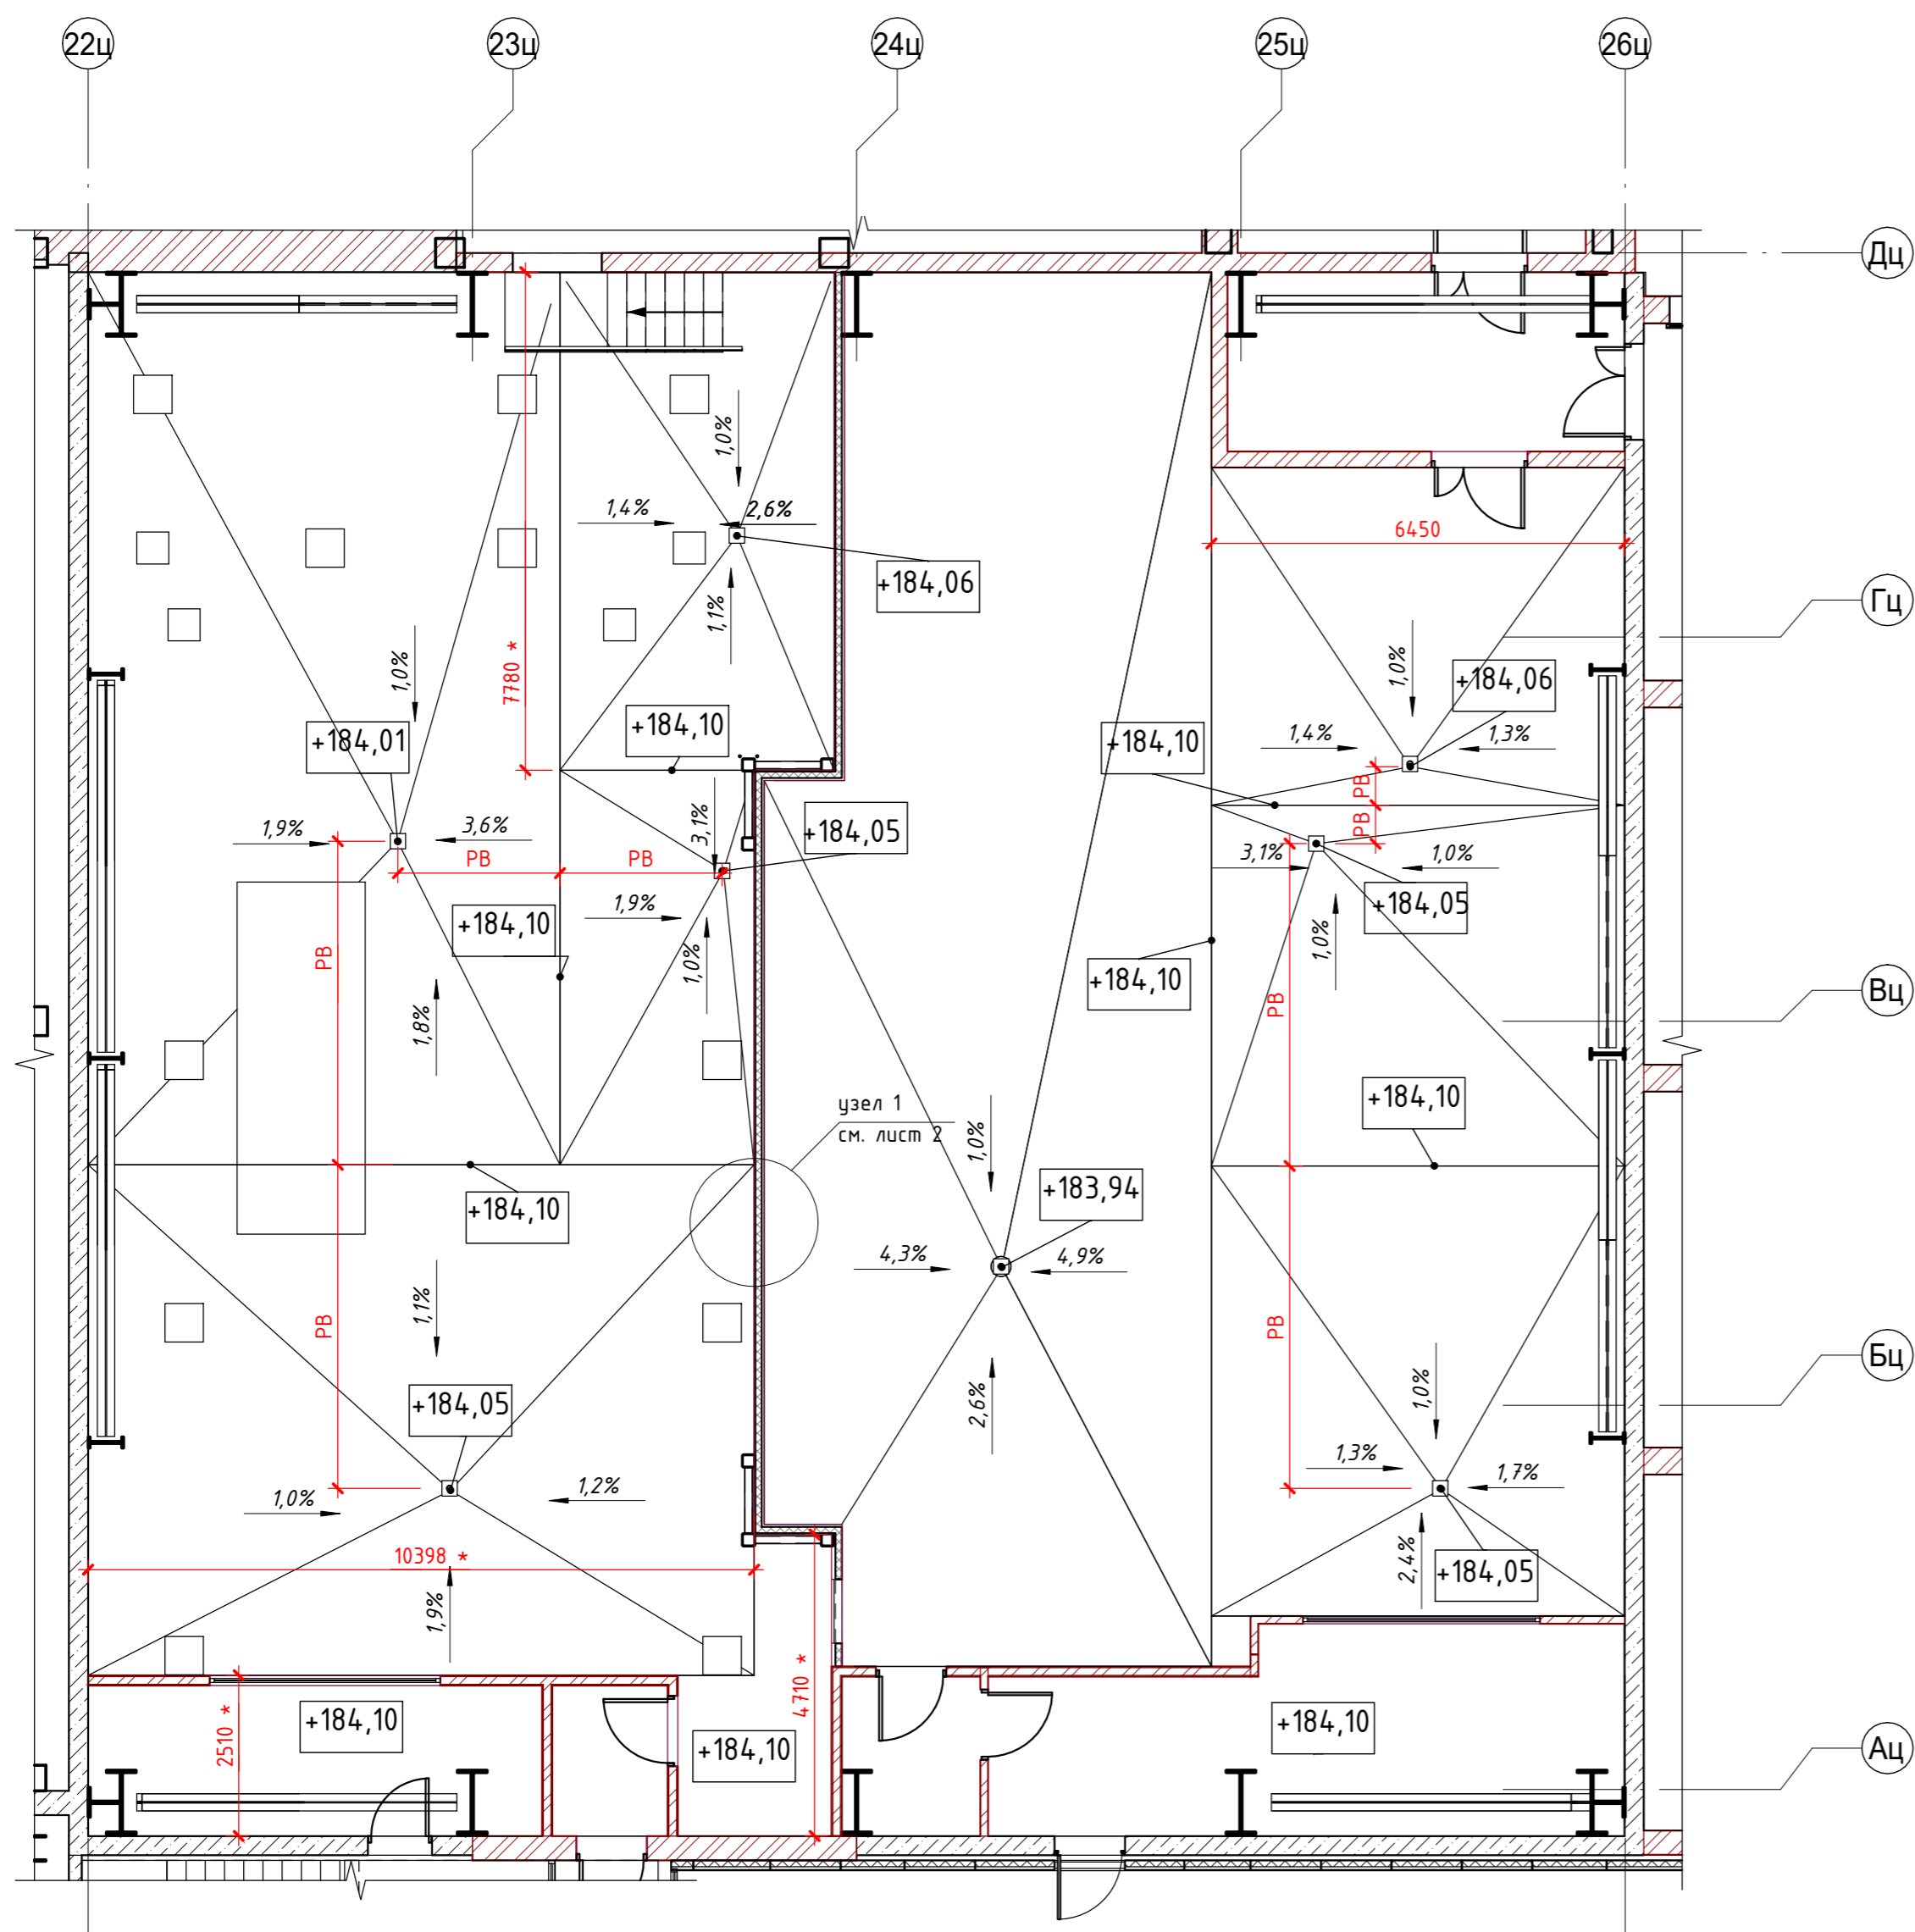 22ц
23ц
24ц
25ц
26ц
Дц
Гц
Вц
Бц
Ац
1,0%
1,4%
2,6%
+184,06
1,1%
7780 *
6450
1,0%
+184,01
+184,10
1,0%
+184,06
1,4%
1,3%
+184,10
РВ
РВ
1,9%
3,6%
3,1%
+184,05
РВ
РВ
3,1%
1,0%
+184,05
+184,10
1,9%
1,0%
1,0%
+184,10
РВ
1,8%
РВ
+184,10
узел 1
см. лист 2
1,0%
+183,94
+184,10
4,3%
4,9%
1,1%
РВ
РВ
2,6%
1,0%
+184,05
1,3%
1,7%
1,0%
1,2%
10398 *
1,9%
2,4%
+184,05
2510 *
+184,10
4710 *
+184,10
+184,10